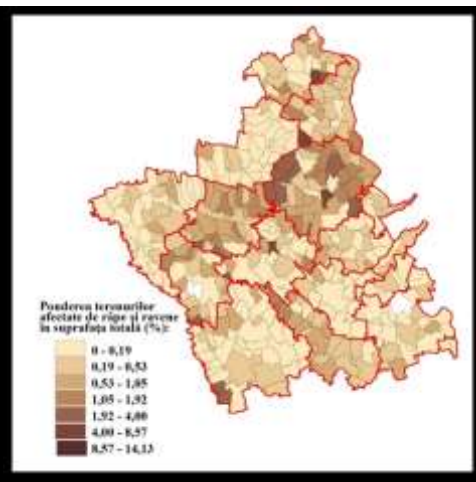 Ponderea terenurilor
afectate de râpe și ravene
în suprafața totală (%):
0 - 0,19
0,19 - 0,53
0,53 - 1,05
1,05 - 1,92
1,92 - 4,00
4,00 - 8,57
8,57 - 14,13